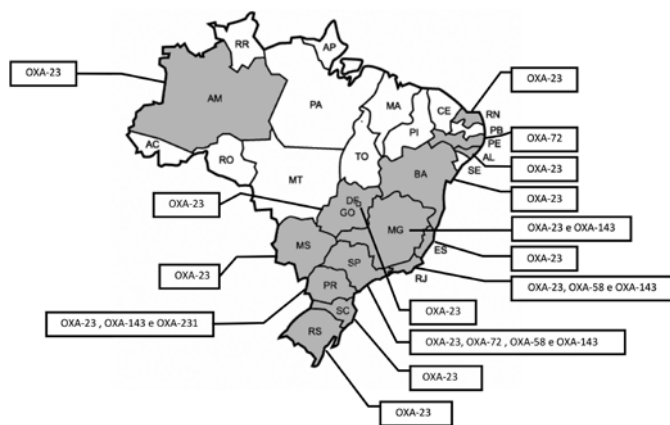 RR
AP
OXA-23
AM
PA
MA
CE
RN
OXA-23
PB
PI
PE
OXA-72
AC
AL
RO
TO
SE
OXA-23
MT
BA
OXA-23
OXA-23
DF
GO
MG
OXA-23 e OXA-143
MS
ES
OXA-23
SP
OXA-23
RJ
PR
OXA-23, OXA-58 e OXA-143
OXA-23 , OXA-143 e OXA-231
SC
OXA-23
RS
OXA-23, OXA-72 , OXA-58 e OXA-143
OXA-23
OXA-23